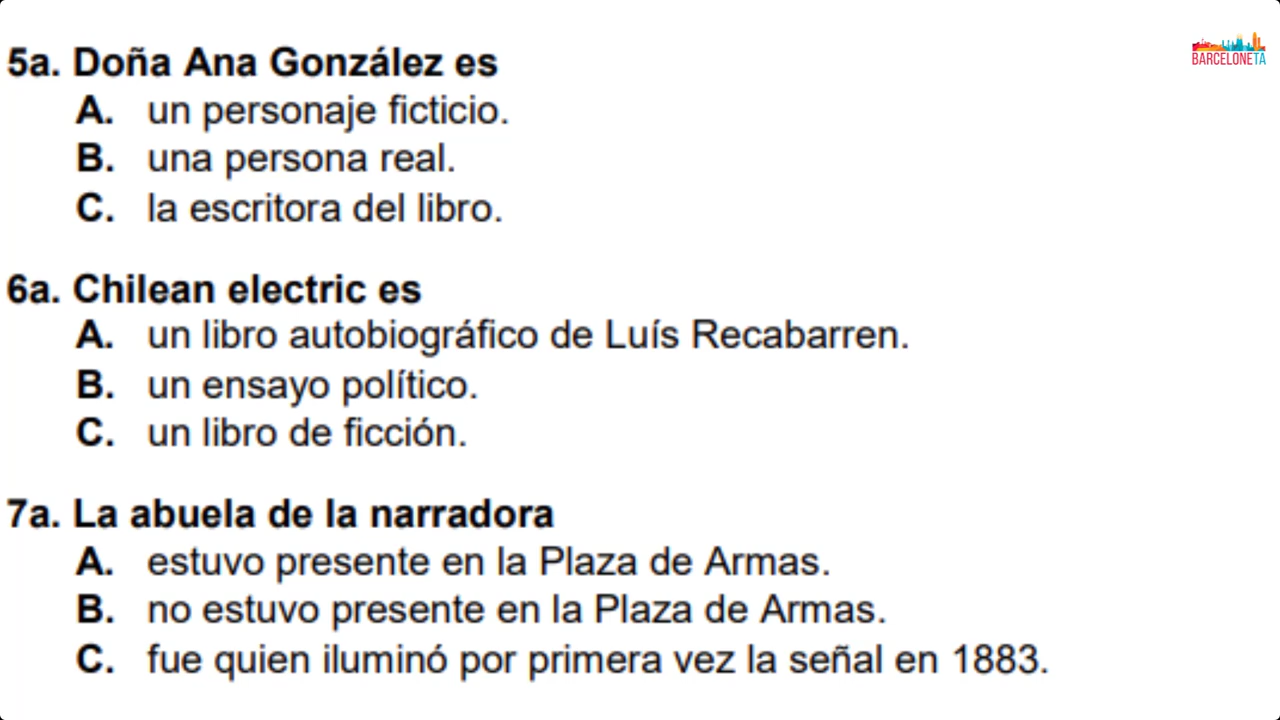 BARCELONETA
5a. Doña Ana González es
A. un personaje ficticio.
B. una persona real.
C. la escritora del libro.
6a. Chilean electric es
A. un libro autobiográfico de Luís Recabarren.
B. un ensayo político.
C. un libro de ficción.
7a. La abuela de la narradora
A. estuvo presente en la Plaza de Armas.
B. no estuvo presente en la Plaza de Armas.
C. fue quien iluminó por primera vez la señal en 1883.